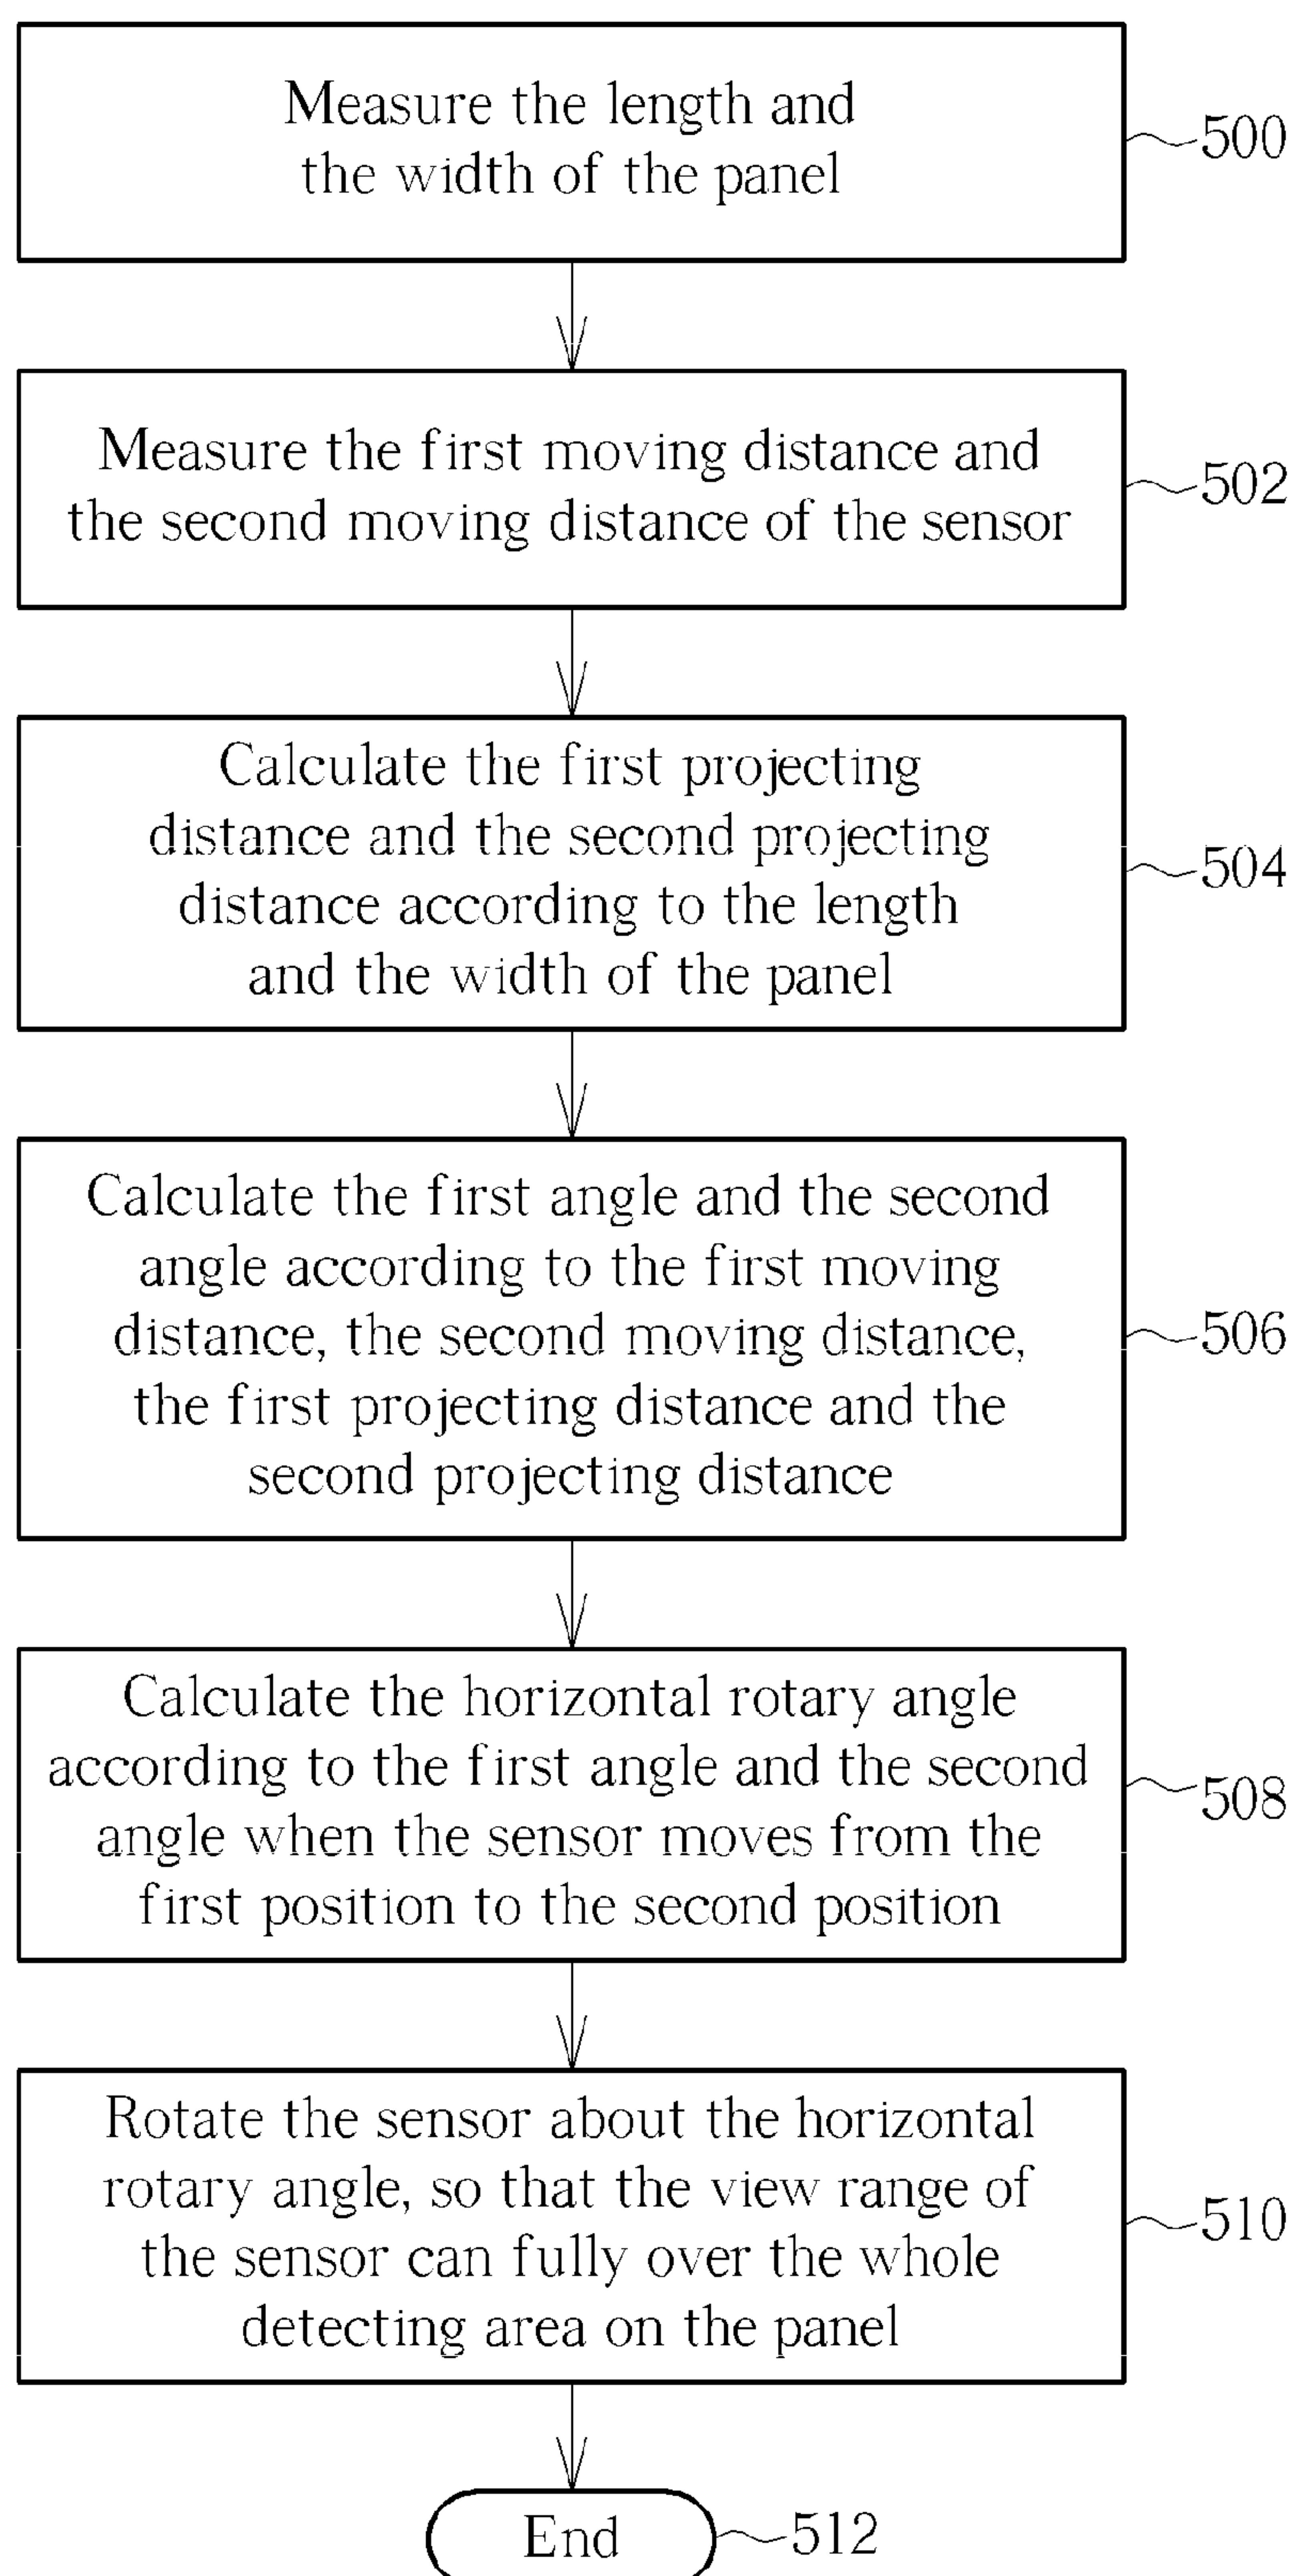 Measure the length and
the width of the panel
500
Measure the first moving distance and
the second moving distance of the sensor
502
Calculate the first projecting
distance and the second projecting
distance according to the length
and the width of the panel
504
Calculate the first angle and the second
angle according to the first moving
distance, the second moving distance,
the first projecting distance and the
second projecting distance
506
Calculate the horizontal rotary angle
according to the first angle and the second
angle when the sensor moves from the
first position to the second position
508
Rotate the sensor about the horizontal
rotary angle, so that the view range of
the sensor can fully over the whole
detecting area on the panel
510
End
512